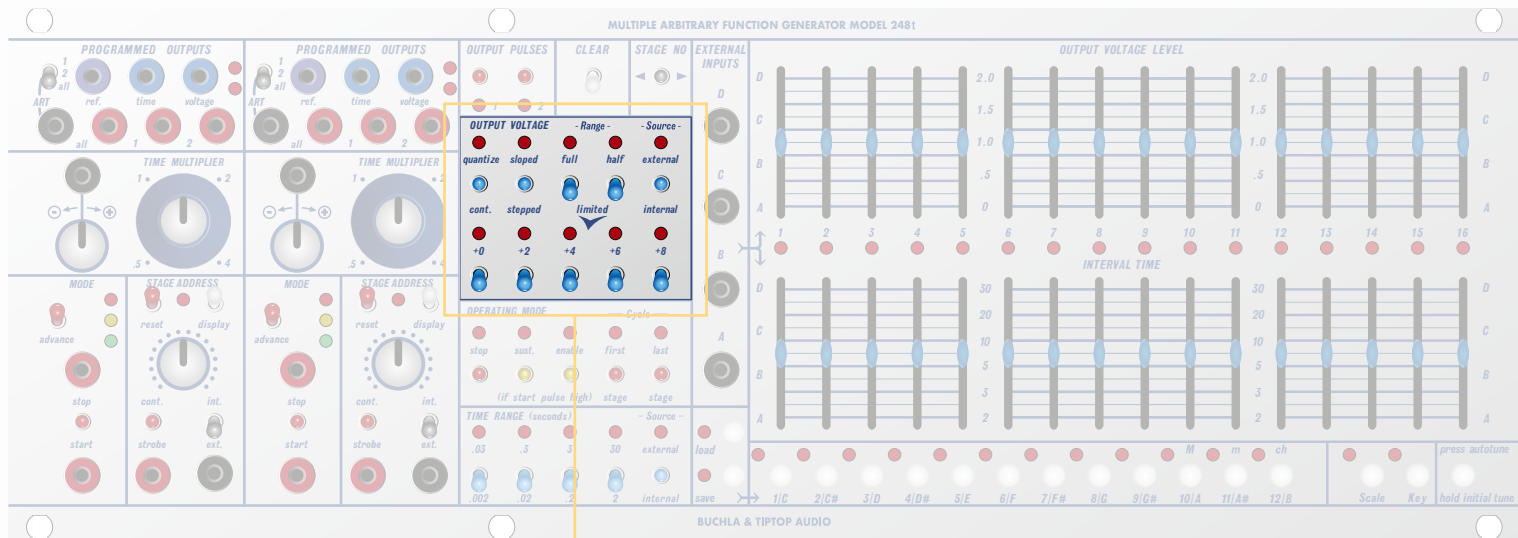 MULTIPLE ARBITRARY FUNCTION GENERATOR MODEL 248t
PROGRAMMED OUTPUTS
1
2
all
ART
ref.
time
voltage
all
1
2
PROGRAMMED OUTPUTS
1
2
all
ART
ref.
time
voltage
all
1
2
OUTPUT PULSES
1
2
CLEAR
STAGE NO
EXTERNAL
INPUTS
D
C
B
A
TIME MULTIPLIER
1
2
.5
4
TIME MULTIPLIER
1
2
.5
4
OUTPUT VOLTAGE - Range - - Source -
quantize sloped full half external
cont. stepped limited internal
+0 +2 +4 +6 +8
MODE
advance
stop
start
STAGE ADDRESS
reset display
cont. int.
strobe ext.
MODE
advance
stop
start
STAGE ADDRESS
reset display
cont. int.
strobe ext.
OPERATING MODE
Cycle
stop sust. enable first last
(if start pulse high) stage stage
TIME RANGE (seconds) - Source -
.03 .3 3 30 external
.002 .02 .2 2 internal
load
save
OUTPUT VOLTAGE LEVEL
D 2.0 2.0 D
1.5 1.5
C C
1.0 1.0
B B
.5 .5
A 0 0 A
1 2 3 4 5 6 7 8 9 10 11 12 13 14 15 16
INTERVAL TIME
D 30 30 D
20 20
C C
10 10
5 5
B B
3 3
A 2 2 A
M m ch
1/C 2/C# 3/D 4/D# 5/E 6/F 7/F# 8/G 9/G# 10/A 11/A# 12/B
Scale Key
press autotune
hold initial tune
BUCHLA & TIPTOP AUDIO